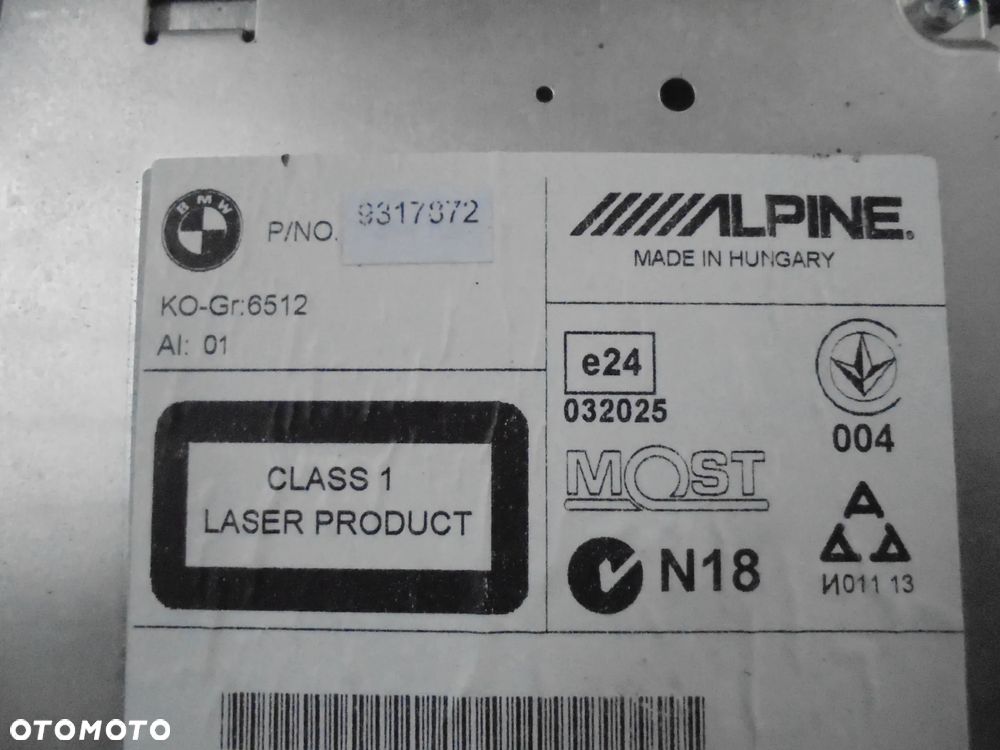 BMW
P/NO. 9317872
KO-Gr:6512
AI: 01
ALPINE®
MADE IN HUNGARY
e24
032025
004
MOST
N18
И011 13
CLASS 1
LASER PRODUCT
OTOMOTO